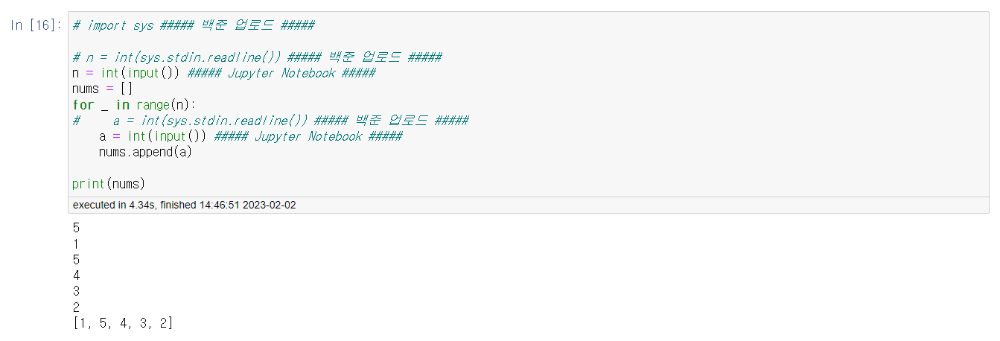 In [16]:
# import sys ##### 백준 업로드 #####
# n = int(sys.stdin.readline()) ##### 백준 업로드 #####
n = int(input()) ##### Jupyter Notebook #####
nums = []
for _ in range(n):
#     a = int(sys.stdin.readline()) ##### 백준 업로드 #####
    a = int(input()) ##### Jupyter Notebook #####
    nums.append(a)
print(nums)
executed in 4.34s, finished 14:46:51 2023-02-02
5
1
5
4
3
2
[1, 5, 4, 3, 2]